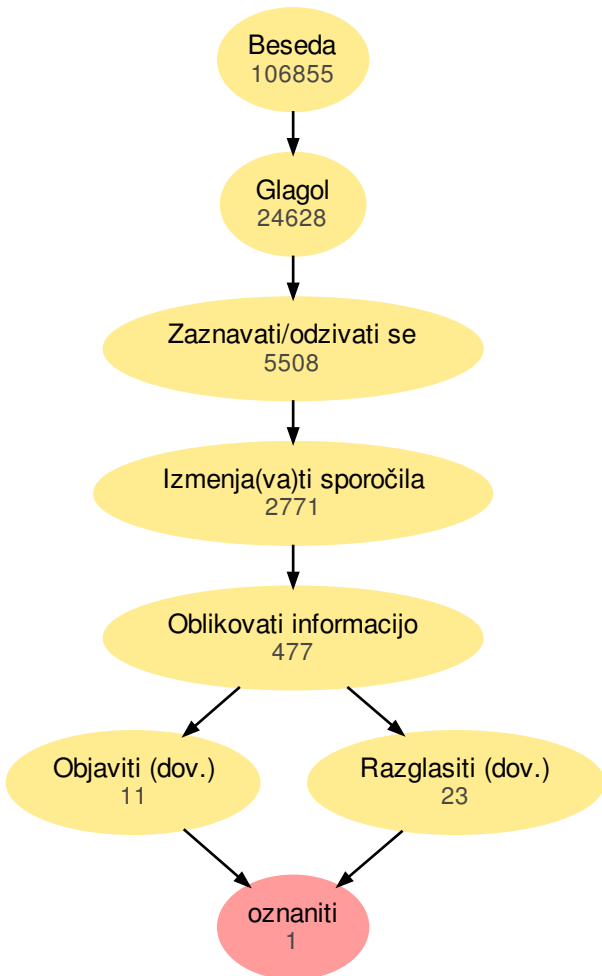 Beseda
106855
Glagol
24628
Zaznavati/odzivati se
5508
Izmenja(va)ti sporočila
2771
Oblikovati informacijo
477
Objaviti (dov.)
11
Razglasiti (dov.)
23
oznaniti
1